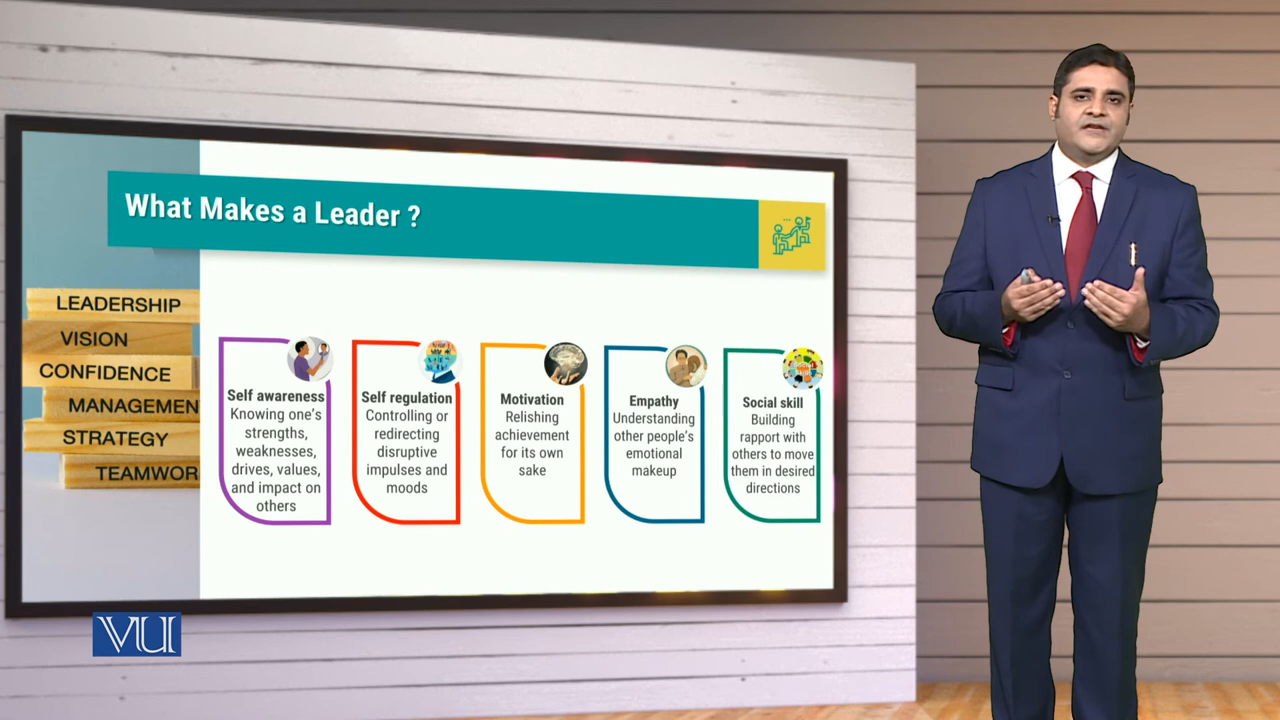 What Makes a Leader ?
LEADERSHIP
VISION
CONFIDENCE
MANAGEMEN
STRATEGY
TEAMWOR
Self awareness
Knowing one's
strengths,
weaknesses,
drives, values,
and impact on
others
Self regulation
Controlling or
redirecting
disruptive
impulses and
moods
Motivation
Relishing
achievement
for its own
sake
Empathy
Understanding
other people's
emotional
makeup
Social skill
Building
rapport with
others to move
them in desired
directions
VU